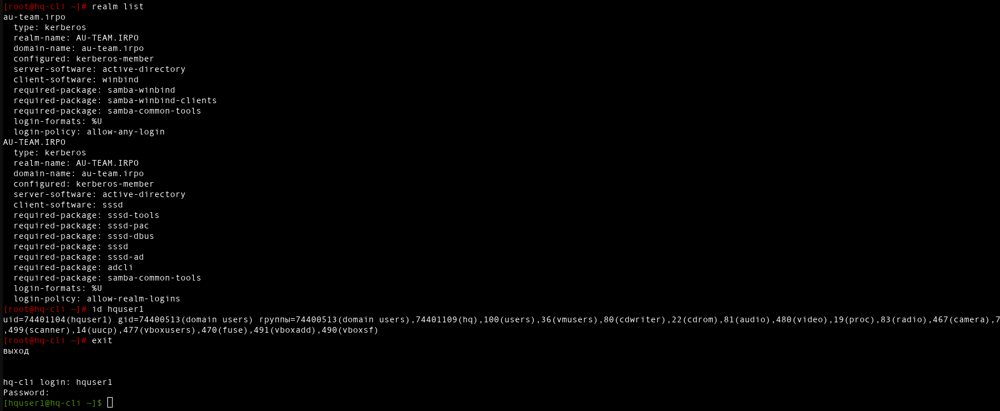 [root@hq-cli ~]# realm list
au-team.irpo
  type: kerberos
  realm-name: AU-TEAM.IRPO
  domain-name: au-team.irpo
  configured: kerberos-member
  server-software: active-directory
  client-software: winbind
  required-package: samba-winbind
  required-package: samba-winbind-clients
  required-package: samba-common-tools
  login-formats: %U
  login-policy: allow-any-login
AU-TEAM.IRPO
  type: kerberos
  realm-name: AU-TEAM.IRPO
  domain-name: au-team.irpo
  configured: kerberos-member
  server-software: active-directory
  client-software: sssd
  required-package: sssd-tools
  required-package: sssd-pac
  required-package: sssd-dbus
  required-package: sssd
  required-package: sssd-ad
  required-package: adcli
  required-package: samba-common-tools
  login-formats: %U
  login-policy: allow-realm-logins
[root@hq-cli ~]# id hquser1
uid=74401104(hquser1) gid=74400513(domain users) группы=74400513(domain users),74401109(hq),100(users),36(vmusers),80(cdwriter),22(cdrom),81(audio),480(video),19(proc),83(radio),467(camera),7
,499(scanner),14(uucp),477(vboxusers),470(fuse),491(vboxadd),490(vboxsf)
[root@hq-cli ~]# exit
выход
hq-cli login: hquser1
Password:
[hquser1@hq-cli ~]$